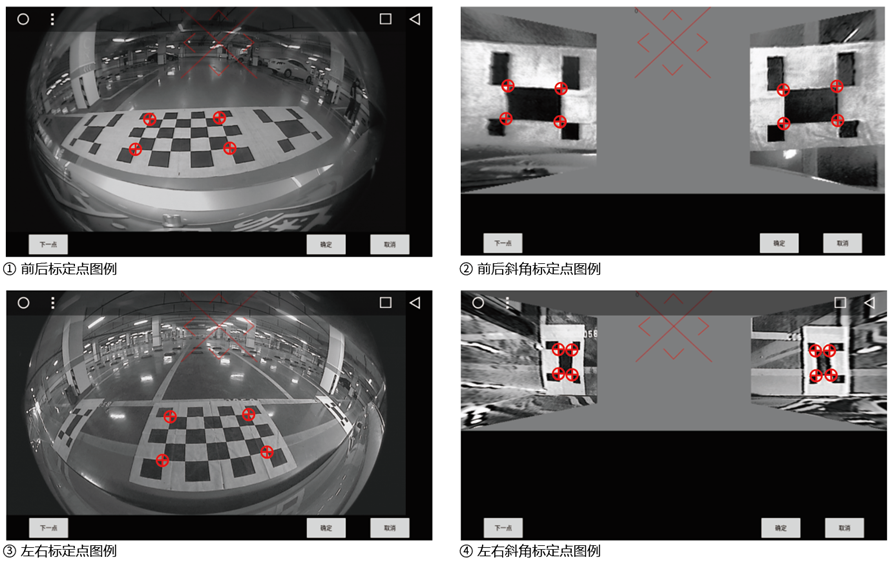 下一点 确定 取消
下一点 确定 取消
① 前后标定点图例
② 前后斜角标定点图例
下一点 确定 取消
下一点 确定 取消
③ 左右标定点图例
④ 左右斜角标定点图例